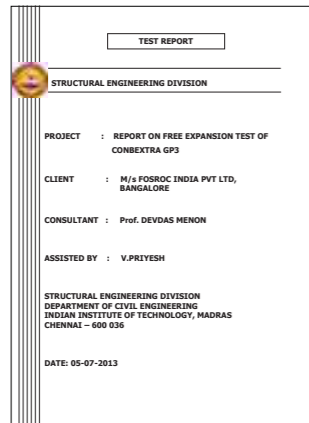 TEST REPORT
STRUCTURAL ENGINEERING DIVISION
PROJECT : REPORT ON FREE EXPANSION TEST OF
CONBEXTRA GP3
CLIENT : M/s FOSROC INDIA PVT LTD,
BANGALORE
CONSULTANT : Prof. DEVDAS MENON
ASSISTED BY : V.PRIYESH
STRUCTURAL ENGINEERING DIVISION
DEPARTMENT OF CIVIL ENGINEERING
INDIAN INSTITUTE OF TECHNOLOGY, MADRAS
CHENNAI – 600 036
DATE: 05-07-2013